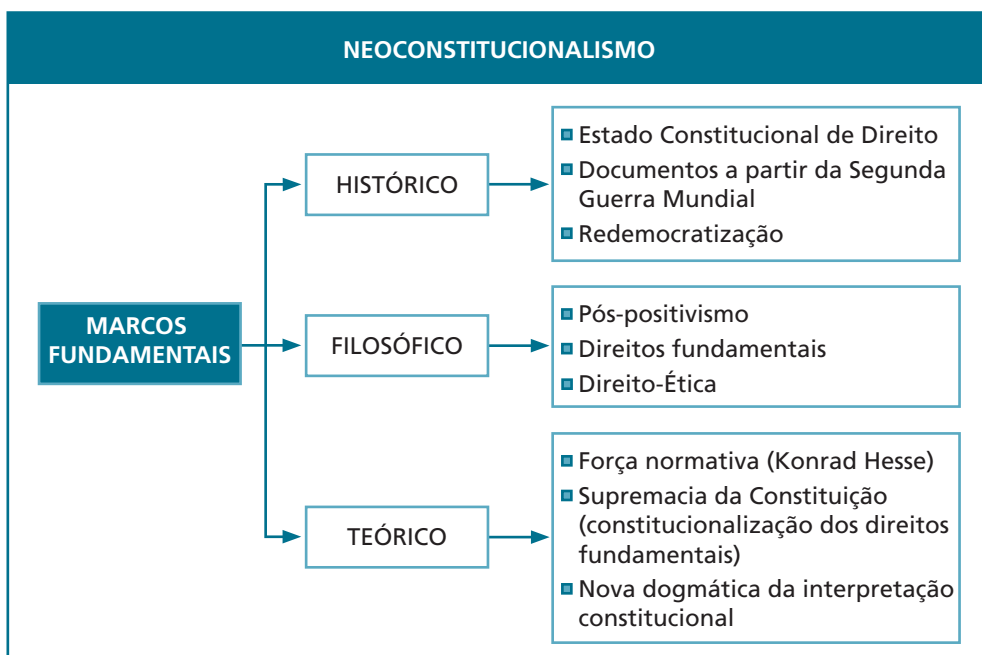 NEOCONSTITUCIONALISMO
MARCOS
FUNDAMENTAIS
HISTÓRICO
Estado Constitucional de Direito
Documentos a partir da Segunda
Guerra Mundial
Redemocratização
FILOSÓFICO
Pós-positivismo
Direitos fundamentais
Direito-Ética
TEÓRICO
Força normativa (Konrad Hesse)
Supremacia da Constituição
(constitucionalização dos direitos
fundamentais)
Nova dogmática da interpretação
constitucional